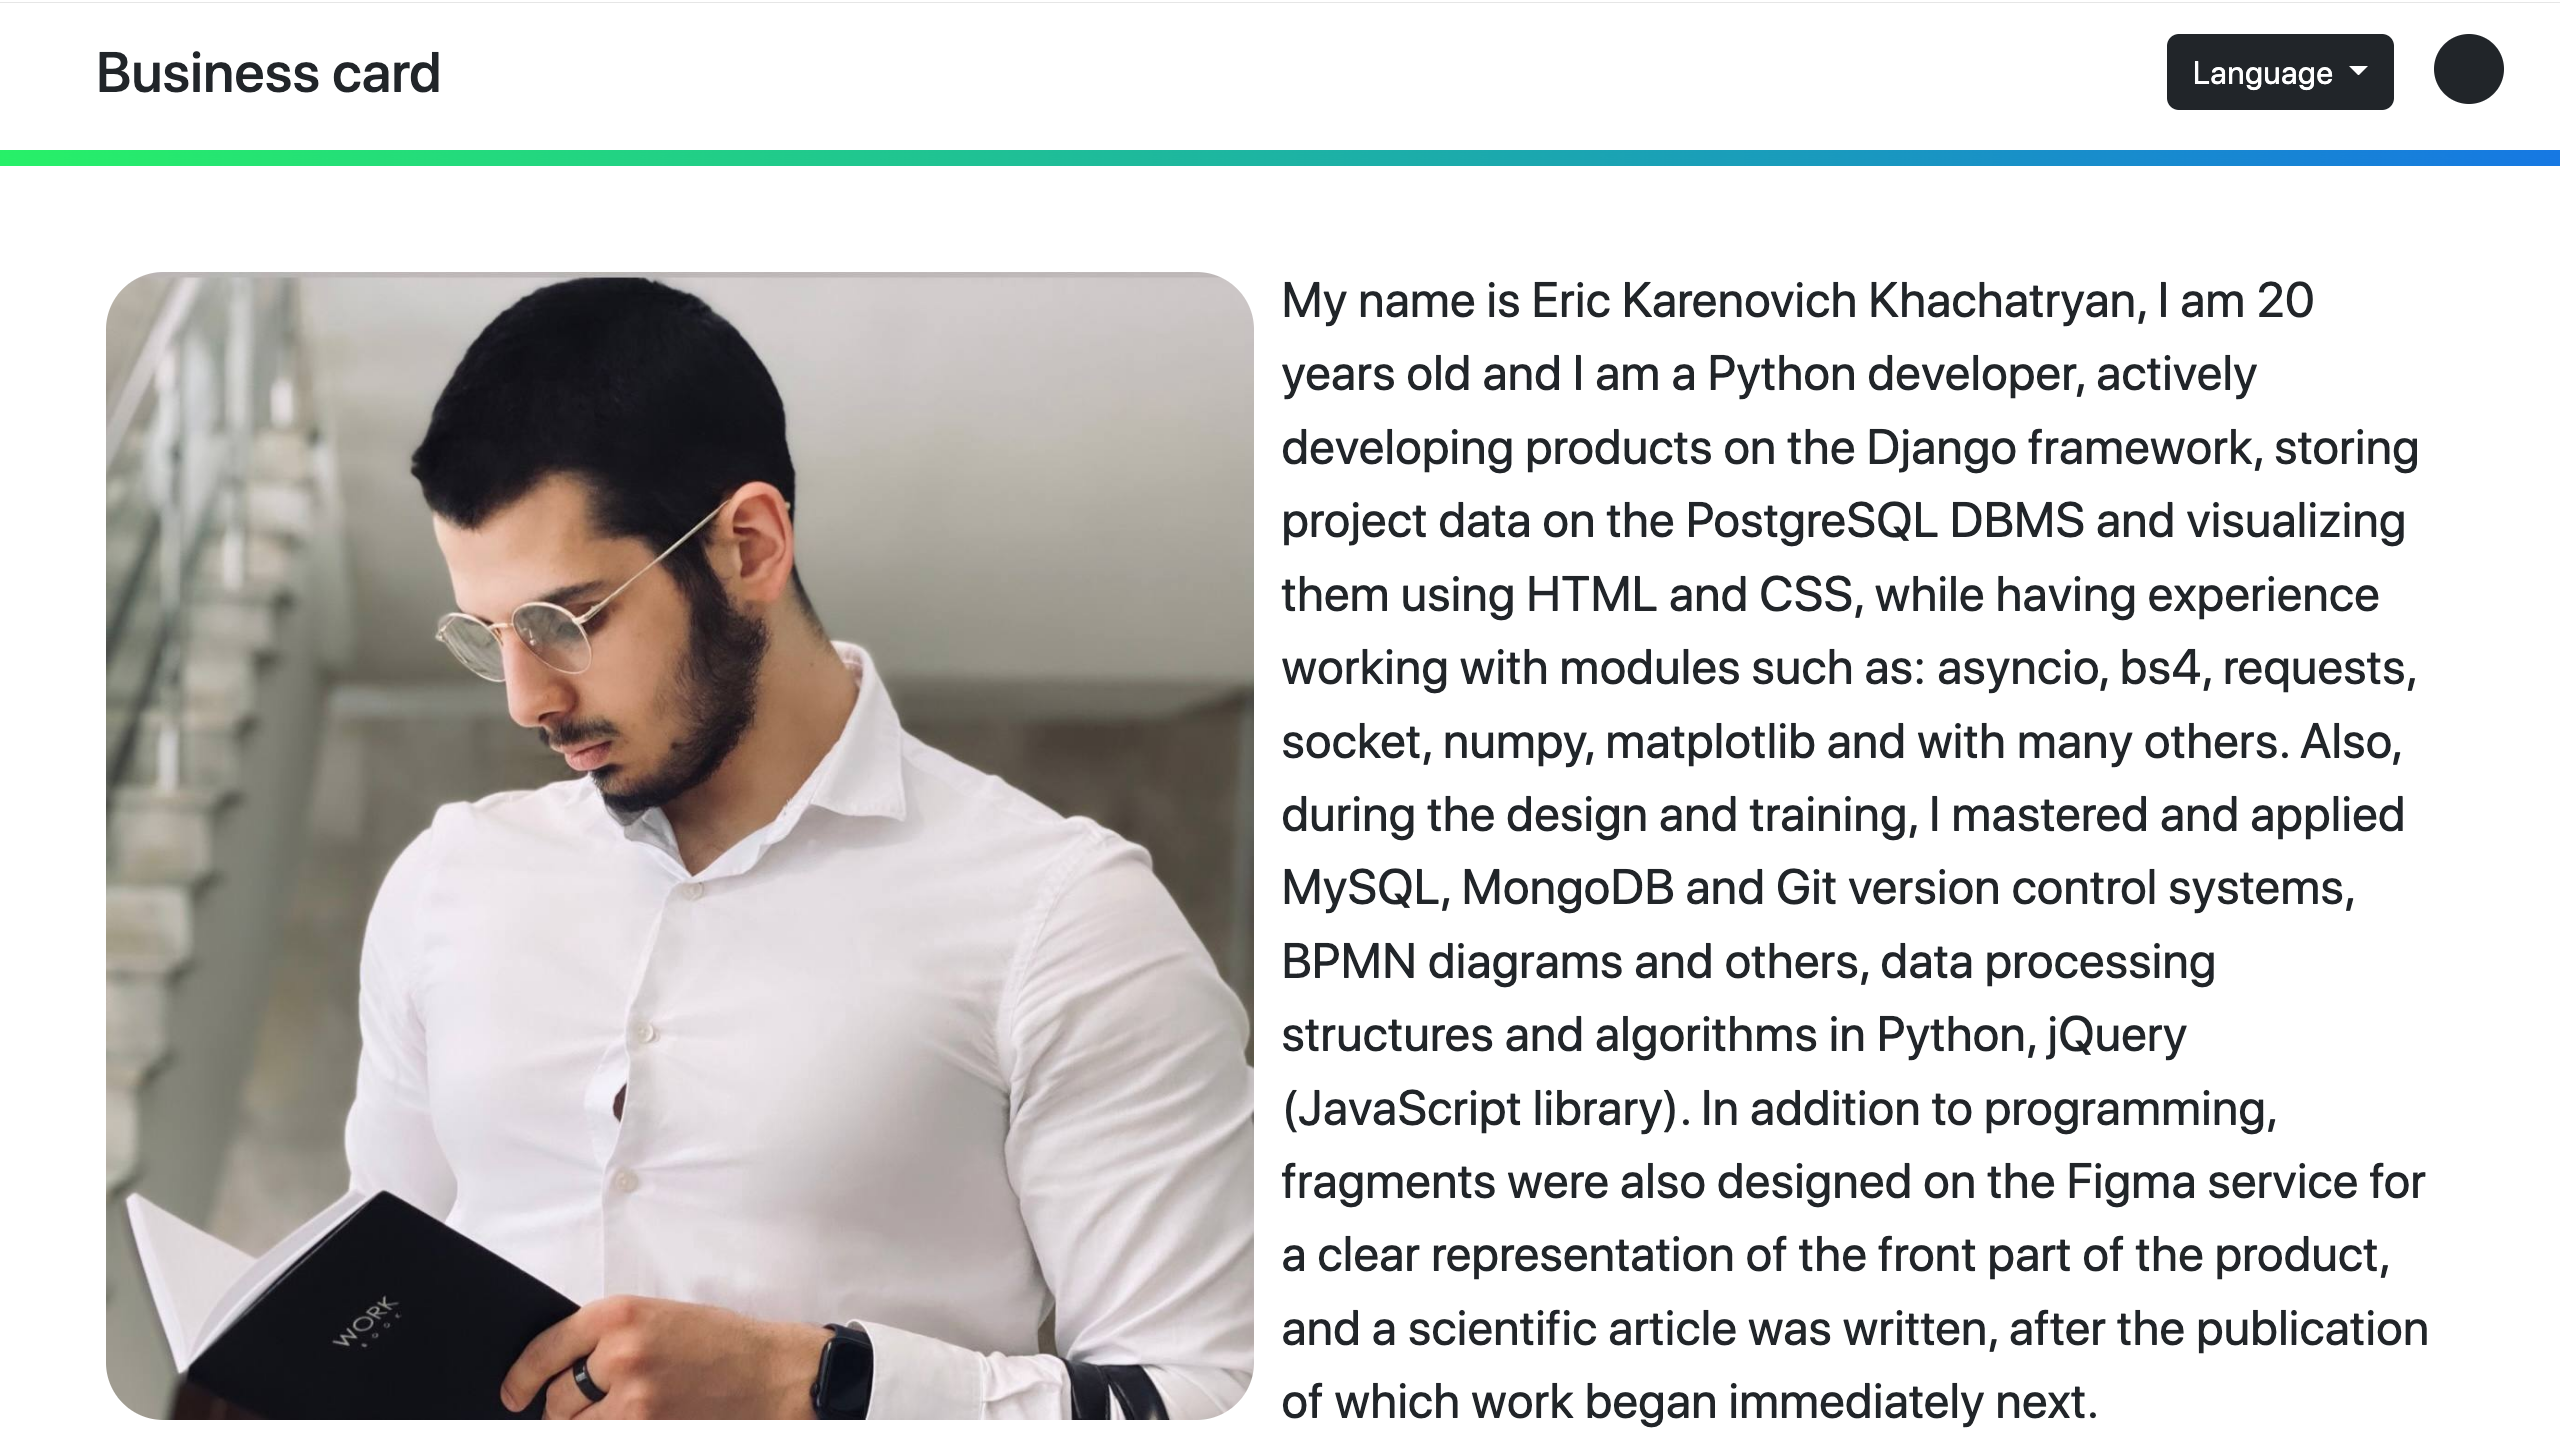 Business card
Language
My name is Eric Karenovich Khachatryan, I am 20
years old and I am a Python developer, actively
developing products on the Django framework, storing
project data on the PostgreSQL DBMS and visualizing
them using HTML and CSS, while having experience
working with modules such as: asyncio, bs4, requests,
socket, numpy, matplotlib and with many others. Also,
during the design and training, I mastered and applied
MySQL, MongoDB and Git version control systems,
BPMN diagrams and others, data processing
structures and algorithms in Python, jQuery
(JavaScript library). In addition to programming,
fragments were also designed on the Figma service for
a clear representation of the front part of the product,
and a scientific article was written, after the publication
of which work began immediately next.
WORK
BOOK